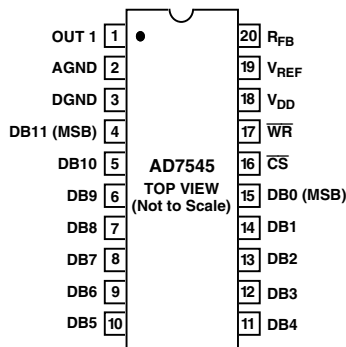 OUT 1 1 20 RFB
AGND 2 19 VREF
DGND 3 18 VDD
DB11 (MSB) 4 17 WR
DB10 5 AD7545 16 CS
DB9 6 TOP VIEW 15 DB0 (MSB)
(Not to Scale)
DB8 7 14 DB1
DB7 8 13 DB2
DB6 9 12 DB3
DB5 10 11 DB4